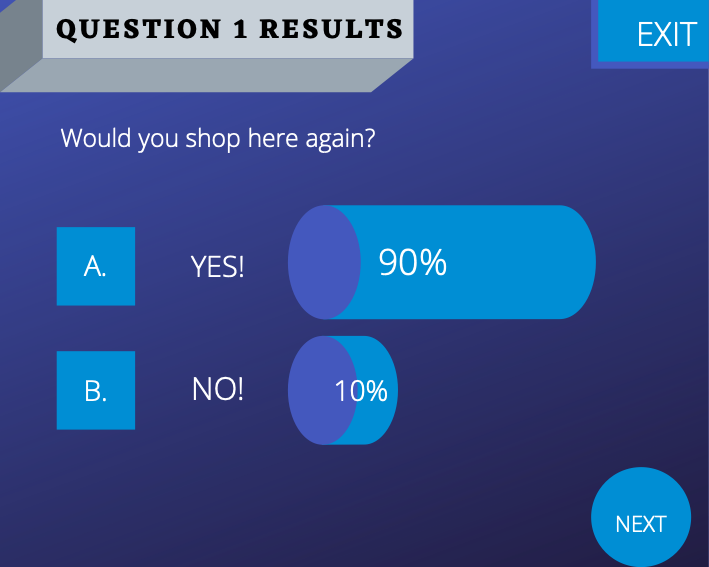 QUESTION 1 RESULTS
EXIT
Would you shop here again?
A. YES! 90%
B. NO! 10%
NEXT